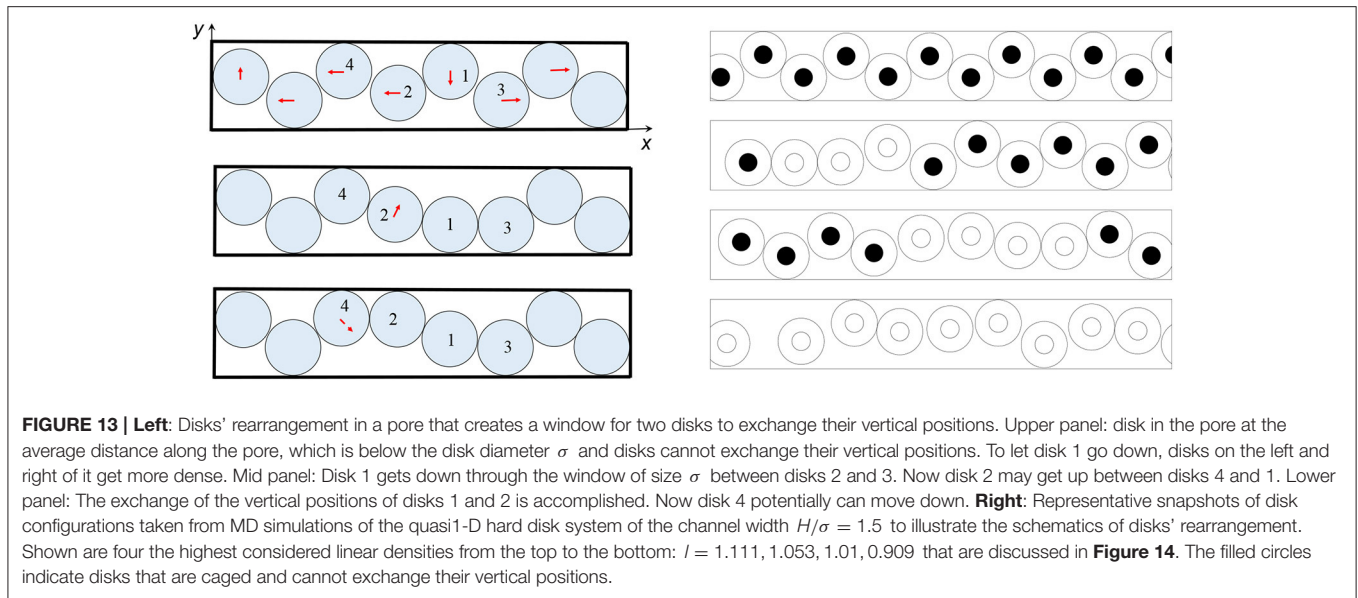 y
4
1
2
3
x
4
2
1
3
4
2
1
3
FIGURE 13 | Left: Disks' rearrangement in a pore that creates a window for two disks to exchange their vertical positions. Upper panel: disk in the pore at the
average distance along the pore, which is below the disk diameter σ and disks cannot exchange their vertical positions. To let disk 1 go down, disks on the left and
right of it get more dense. Mid panel: Disk 1 gets down through the window of size σ between disks 2 and 3. Now disk 2 may get up between disks 4 and 1. Lower
panel: The exchange of the vertical positions of disks 1 and 2 is accomplished. Now disk 4 potentially can move down. Right: Representative snapshots of disk
configurations taken from MD simulations of the quasi1-D hard disk system of the channel width H/σ = 1.5 to illustrate the schematics of disks' rearrangement.
Shown are four the highest considered linear densities from the top to the bottom: l = 1.111, 1.053, 1.01, 0.909 that are discussed in Figure 14. The filled circles
indicate disks that are caged and cannot exchange their vertical positions.